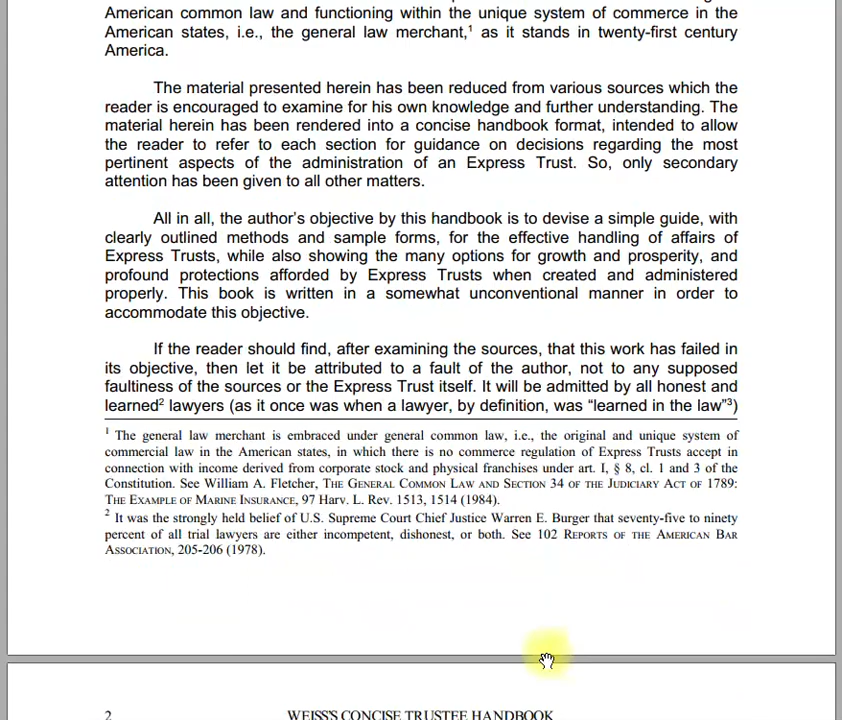 American common law and functioning within the unique system of commerce in the
American states, i.e., the general law merchant,1 as it stands in twenty-first century
America.
The material presented herein has been reduced from various sources which the
reader is encouraged to examine for his own knowledge and further understanding. The
material herein has been rendered into a concise handbook format, intended to allow
the reader to refer to each section for guidance on decisions regarding the most
pertinent aspects of the administration of an Express Trust. So, only secondary
attention has been given to all other matters.
All in all, the author's objective by this handbook is to devise a simple guide, with
clearly outlined methods and sample forms, for the effective handling of affairs of
Express Trusts, while also showing the many options for growth and prosperity, and
profound protections afforded by Express Trusts when created and administered
properly. This book is written in a somewhat unconventional manner in order to
accommodate this objective.
If the reader should find, after examining the sources, that this work has failed in
its objective, then let it be attributed to a fault of the author, not to any supposed
faultiness of the sources or the Express Trust itself. It will be admitted by all honest and
learned2 lawyers (as it once was when a lawyer, by definition, was “learned in the law”3)
1 The general law merchant is embraced under general common law, i.e., the original and unique system of
commercial law in the American states, in which there is no commerce regulation of Express Trusts accept in
connection with income derived from corporate stock and physical franchises under art. I, § 8, cl. 1 and 3 of the
Constitution. See William A. Fletcher, THE GENERAL COMMON LAW AND SECTION 34 OF THE JUDICIARY ACT OF 1789:
THE EXAMPLE OF MARINE INSURANCE, 97 Harv. L. Rev. 1513, 1514 (1984).
2 It was the strongly held belief of U.S. Supreme Court Chief Justice Warren E. Burger that seventy-five to ninety
percent of all trial lawyers are either incompetent, dishonest, or both. See 102 REPORTS OF THE AMERICAN BAR
ASSOCIATION, 205-206 (1978).
2 WEISS'S CONCISE TRUSTEE HANDBOOK